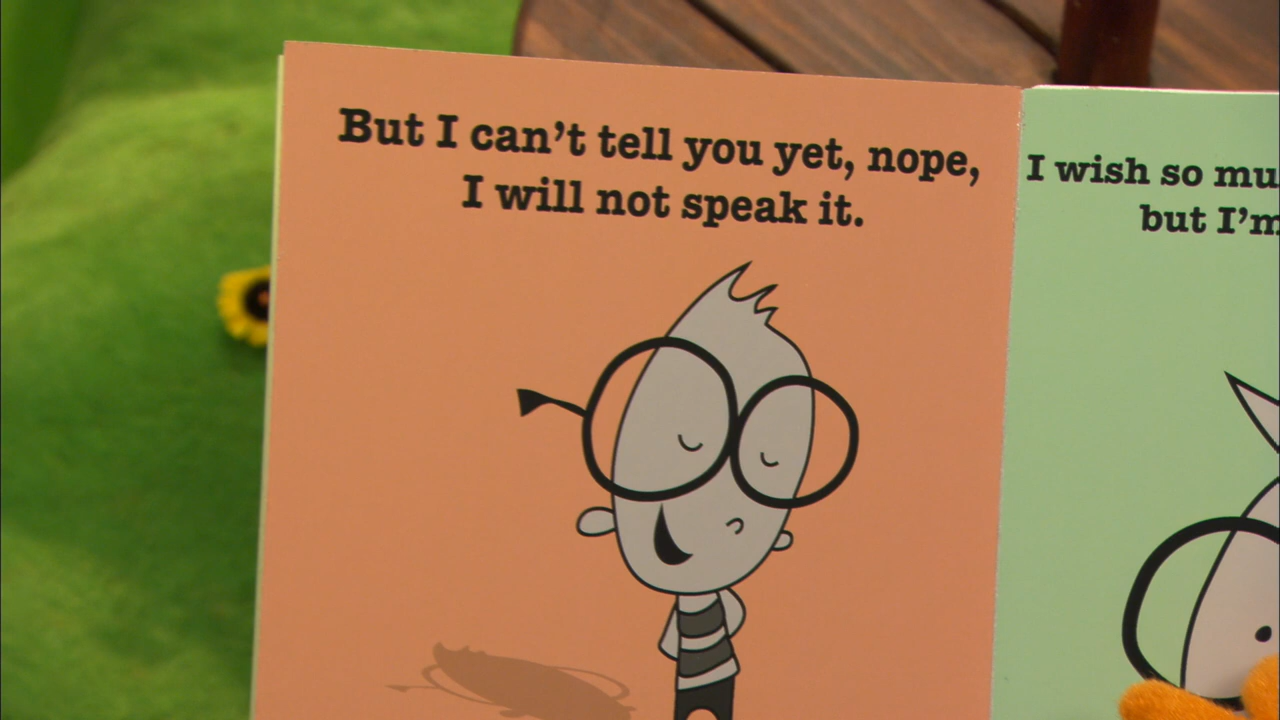 But I can't tell you yet, nope,
I will not speak it.
I wish so mu
but I'm